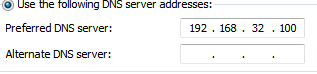 Use the following DNS server addresses:
Preferred DNS server: 192 . 168 . 32 . 100
Alternate DNS server: . . .